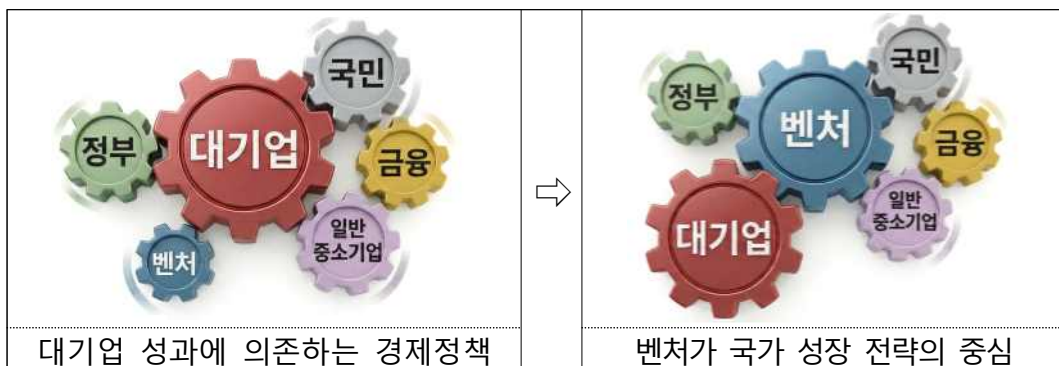 국민
정부
대기업
금융
일반
중소기업
벤처
대기업 성과에 의존하는 경제정책
⇨
국민
정부
벤처
금융
일반
중소기업
대기업
벤처가 국가 성장 전략의 중심